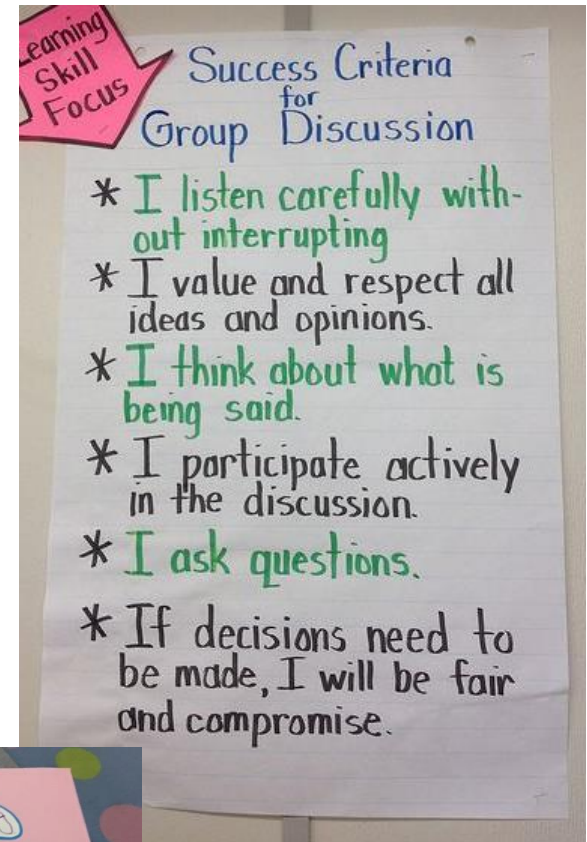 Learning
Skill
Focus
Success Criteria
for
Group Discussion
* I listen carefully with-
out interrupting
* I value and respect all
ideas and opinions.
* I think about what is
being said.
* I participate actively
in the discussion.
* I ask questions.
* If decisions need to
be made, I will be fair
and compromise.